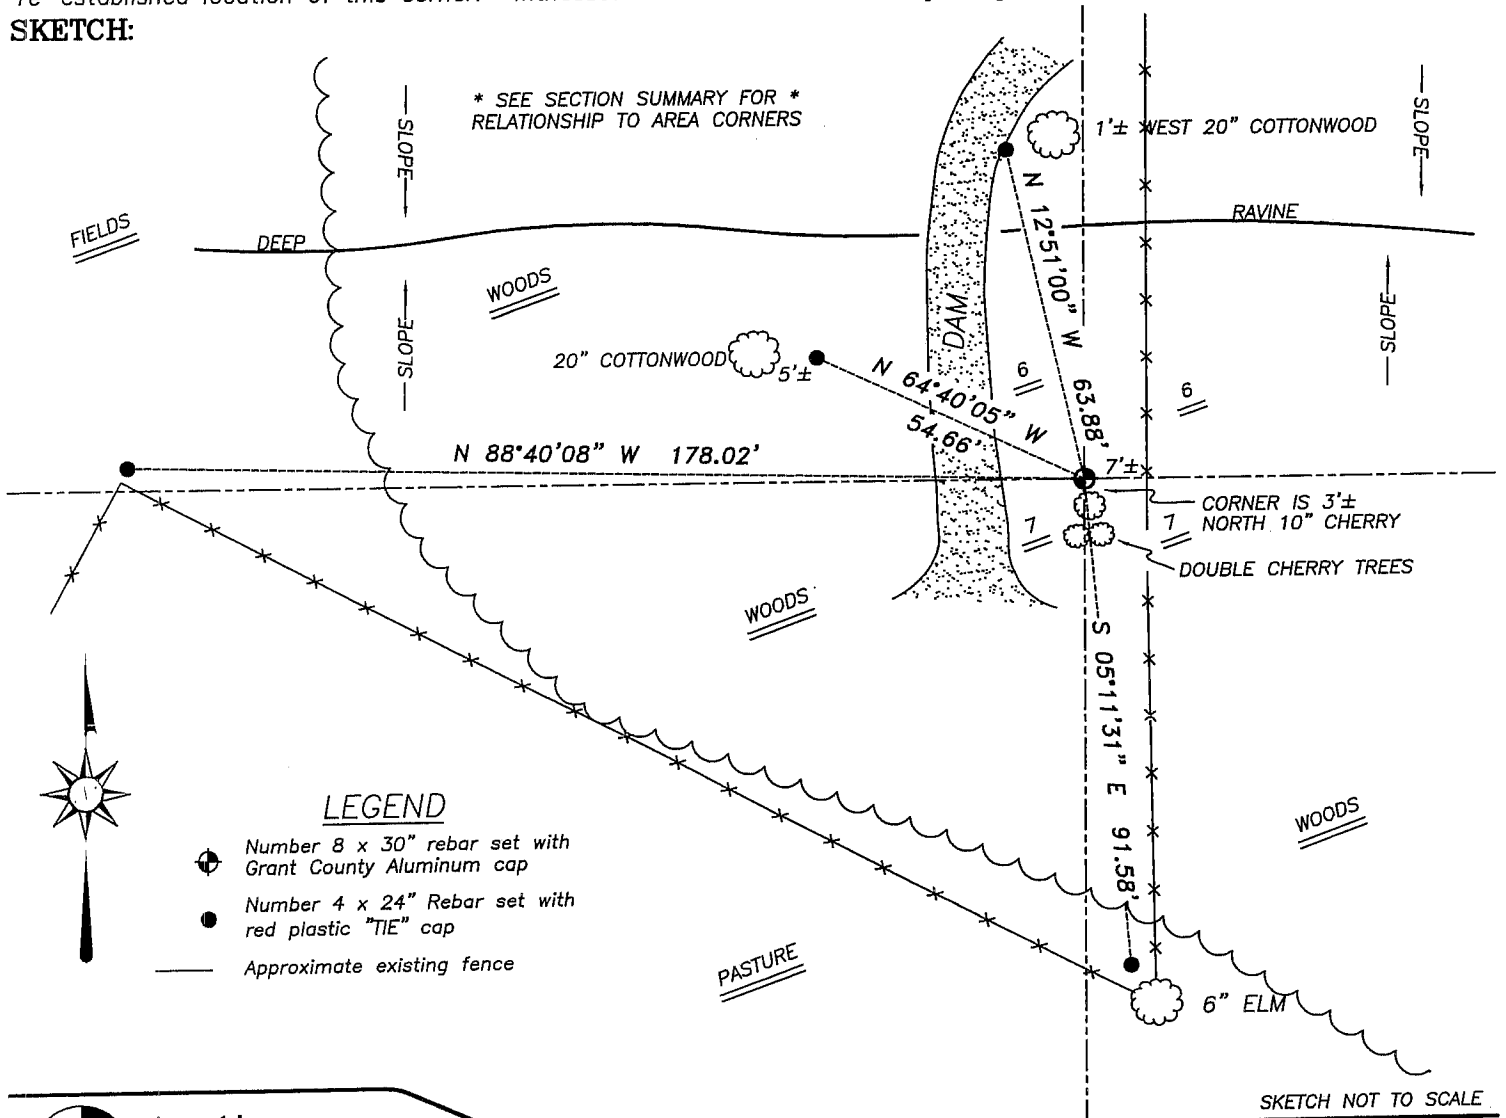 SKETCH:
* SEE SECTION SUMMARY FOR *
RELATIONSHIP TO AREA CORNERS
SLOPE
SLOPE
1'± WEST 20" COTTONWOOD
FIELDS
DEEP
RAVINE
WOODS
SLOPE
SLOPE
DAM
N 12°51'00" W 63.88'
20" COTTONWOOD
5'±
N 64°40'05" W
54.66'
6
6
N 88°40'08" W 178.02'
7'±
CORNER IS 3'±
NORTH 10" CHERRY
7
7
DOUBLE CHERRY TREES
WOODS
S 05°11'31" E 91.58'
LEGEND
Number 8 x 30" rebar set with
Grant County Aluminum cap
Number 4 x 24" Rebar set with
red plastic "TIE" cap
Approximate existing fence
WOODS
PASTURE
6" ELM
SKETCH NOT TO SCALE